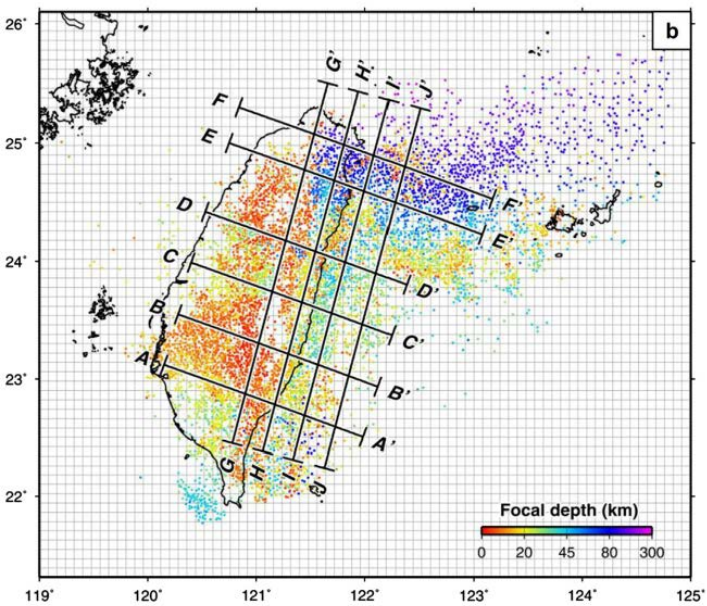 b
26˚
25˚
24˚
23˚
22˚
119˚
120˚
121˚
122˚
123˚
124˚
125˚
G'
H'
I'
J'
F
E
D
C
B
A
F'
E'
D'
C'
B'
A'
G
H
I
J
Focal depth (km)
0 20 45 80 300